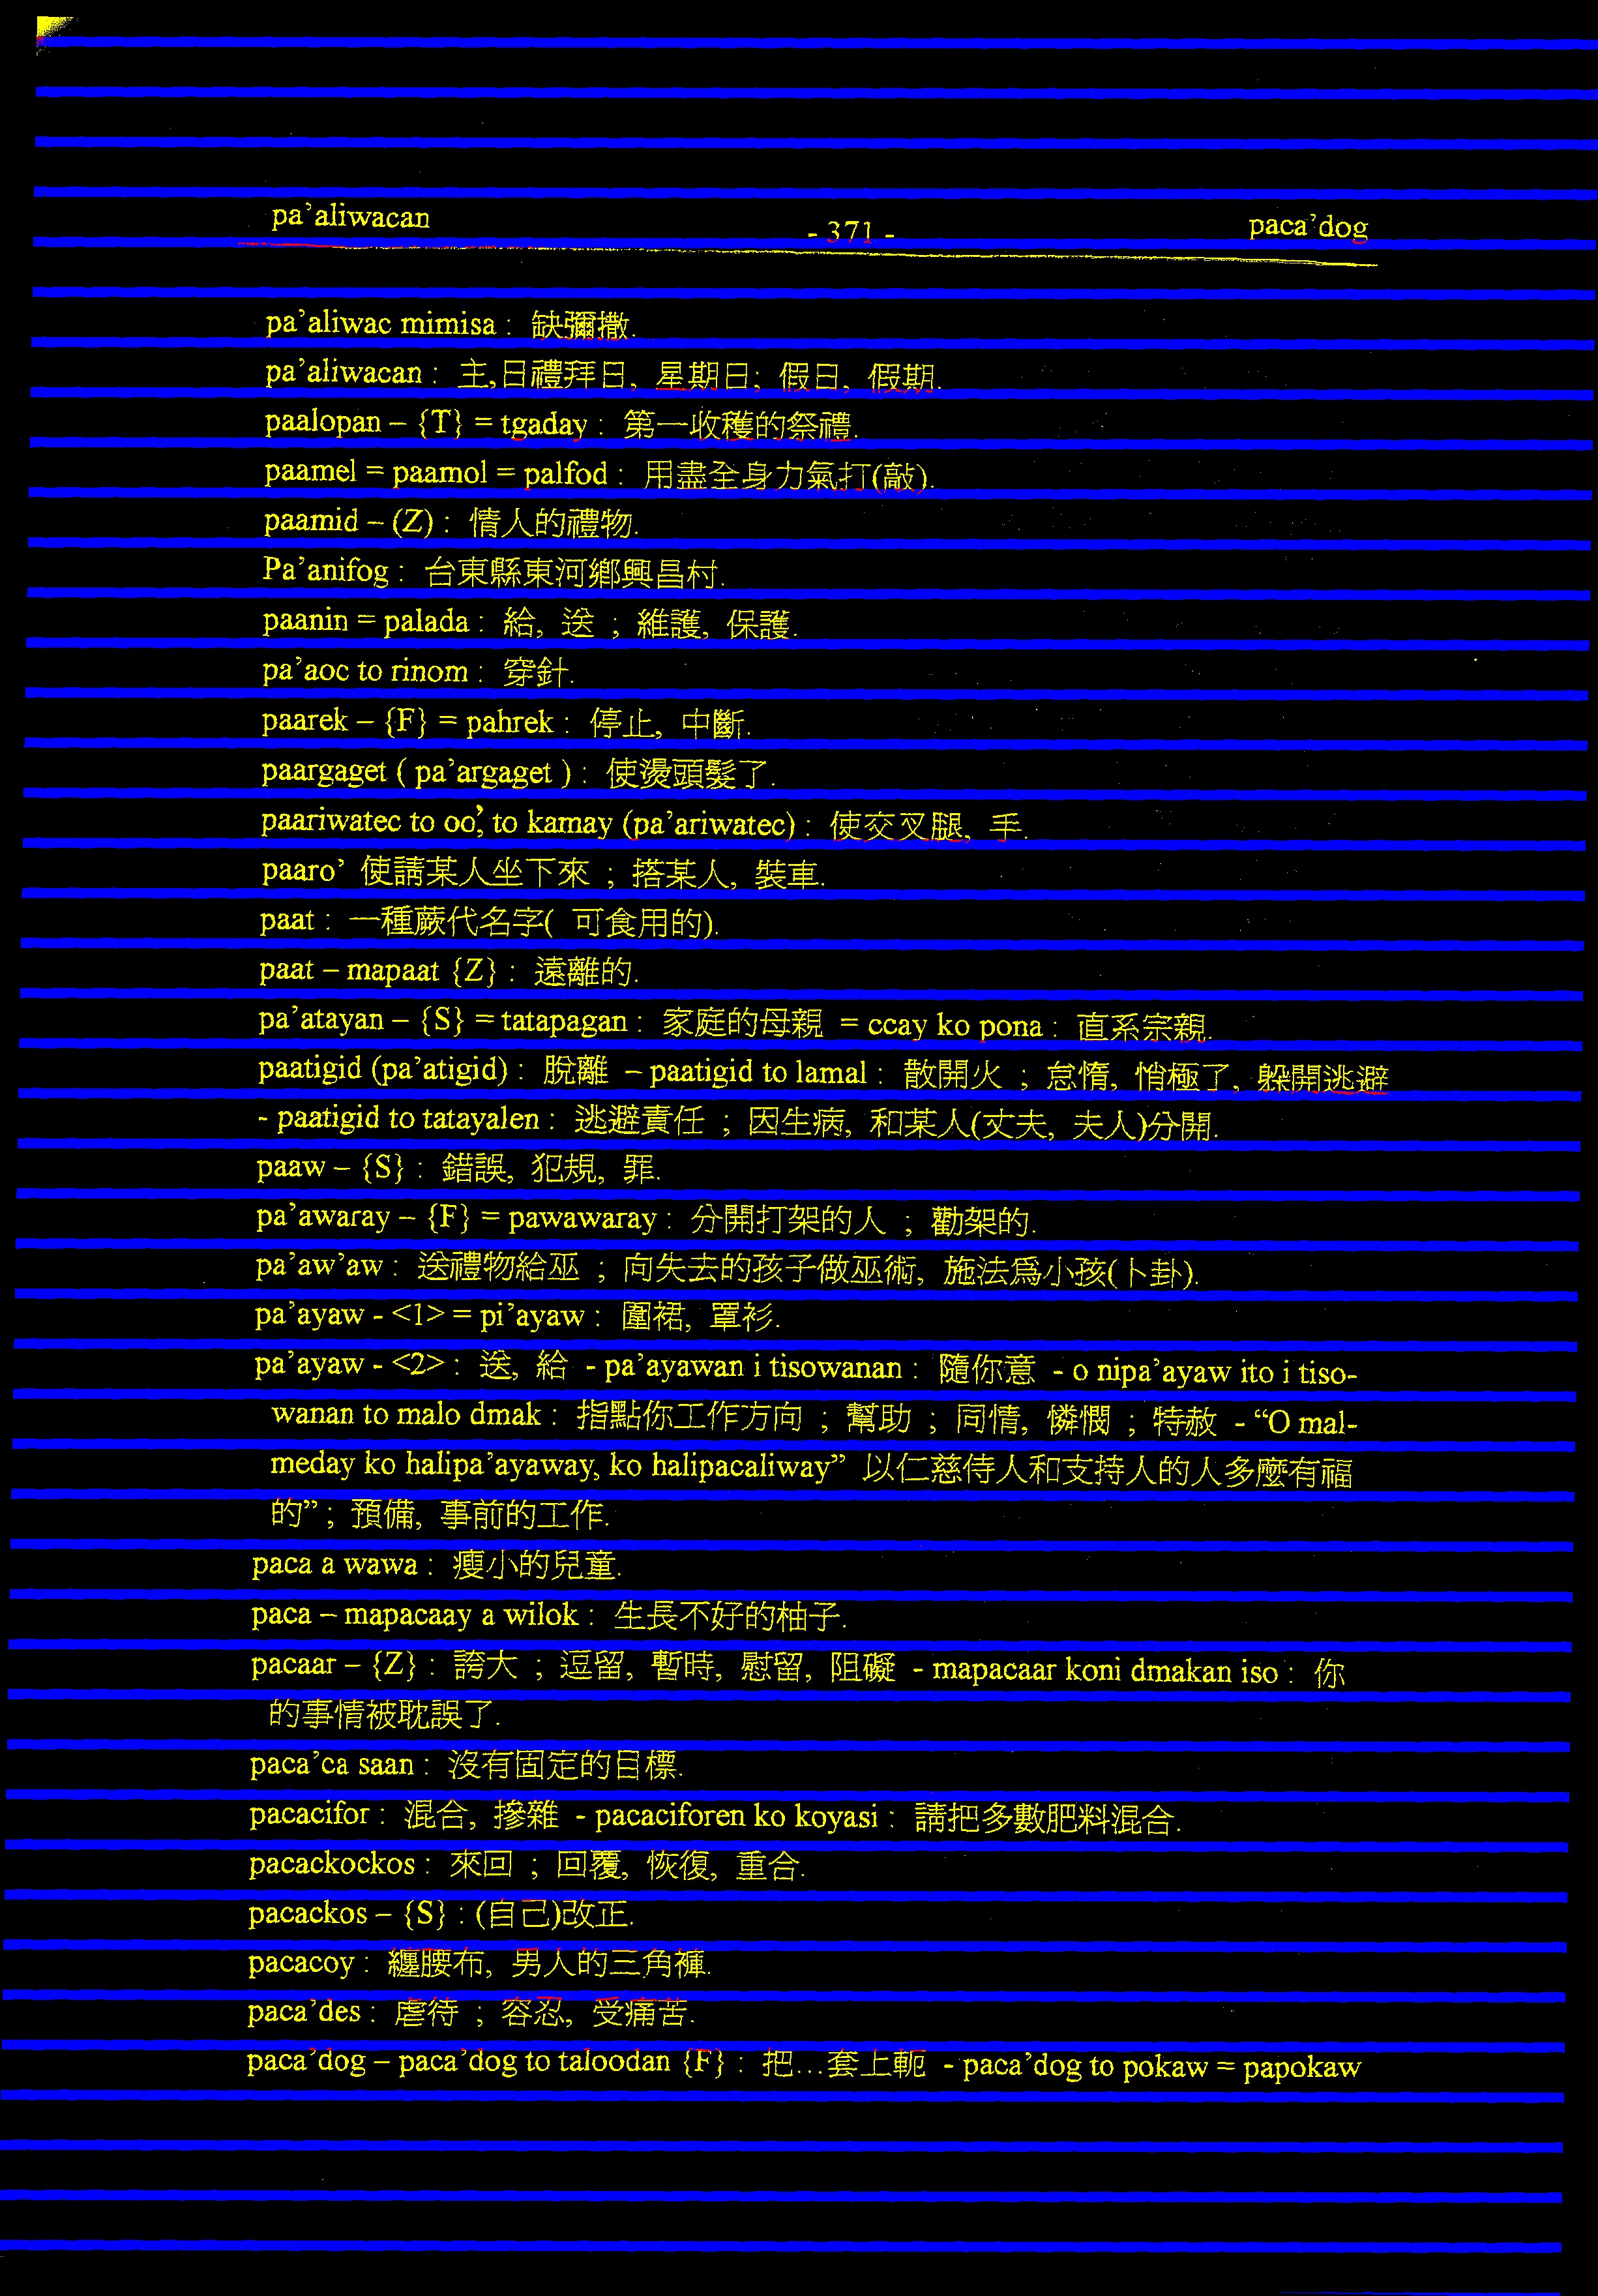 pa’aliwacan - 371 - paca’dog
pa’aliwac mimisa : 缺彌撒.
pa’aliwacan : 主,日禮拜日, 星期日; 假日, 假期.
paalopan – {T} = tgaday : 第一收穫的祭禮.
paamel = paamol = palfod : 用盡全身力氣打(敲).
paamid – (Z) : 情人的禮物.
Pa’anifog : 台東縣東河鄉興昌村.
paanin = palada : 給, 送 ; 維護, 保護.
pa’aoc to rinom : 穿針.
paarek – {F} = pahrek : 停止, 中斷.
paargaget ( pa’argaget ) : 使燙頭髮了.
paariwatec to oo’, to kamay (pa’ariwatec) : 使交叉腿, 手.
paaro’ 使請某人坐下來 ; 搭某人, 裝車.
paat : 一種蕨代名字( 可食用的).
paat – mapaat {Z} : 遠離的.
pa’atayan – {S} = tatapagan : 家庭的母親 = ccay ko pona : 直系宗親.
paatigid (pa’atigid) : 脫離 – paatigid to lamal : 散開火 ; 怠惰, 悄極了, 躲開逃避
- paatigid to tatayalen : 逃避責任 ; 因生病, 和某人(丈夫, 夫人)分開.
paaw – {S} : 錯誤, 犯規, 罪.
pa’awaray – {F} = pawawaray : 分開打架的人 ; 勸架的.
pa’aw’aw : 送禮物給巫 ; 向失去的孩子做巫術, 施法爲小孩(卜卦).
pa’ayaw - <1> = pi’ayaw : 圍裙, 罩衫.
pa’ayaw - <2> : 送, 給 - pa’ayawan i tisowanan : 隨你意 - o nipa’ayaw ito i tiso-
wanan to malo dmak : 指點你工作方向 ; 幫助 ; 同情, 憐憫 ; 特赦 - “O mal-
meday ko halipa’ayaway, ko halipacaliway” 以仁慈侍人和支持人的人多麼有福
的” ; 預備, 事前的工作.
paca a wawa : 瘦小的兒童.
paca – mapacaay a wilok : 生長不好的柚子.
pacaar – {Z} : 誇大 ; 逗留, 暫時, 慰留, 阻礙 - mapacaar koni dmakan iso : 你
的事情被耽誤了.
paca’ca saan : 沒有固定的目標.
pacacifor : 混合, 摻雜 - pacaciforen ko koyasi : 請把多數肥料混合.
pacackockos : 來回 ; 回覆, 恢復, 重合.
pacackos – {S} : (自己)改正.
pacacoy : 纏腰布, 男人的三角褲.
paca’des : 虐待 ; 容忍, 受痛苦.
paca’dog – paca’dog to taloodan {F} : 把…套上軛 - paca’dog to pokaw = papokaw